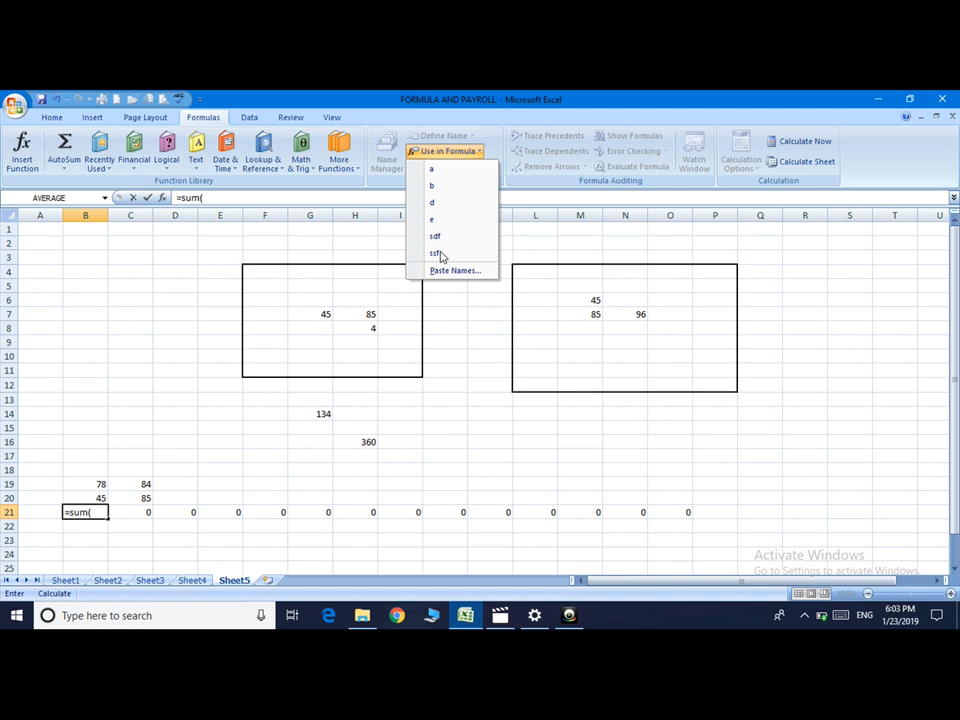 FORMULA AND PAYROLL - Microsoft Excel
Home Insert Page Layout Formulas Data Review View
Insert Function
AutoSum
Recently Used
Financial
Logical
Text
Date & Time
Lookup & Reference
Math & Trig
More Functions
Function Library
Name Manager
Define Name
Use in Formula
a
b
d
e
sdf
ssf
Paste Names...
Trace Precedents
Trace Dependents
Remove Arrows
Show Formulas
Error Checking
Evaluate Formula
Formula Auditing
Watch Window
Calculation Options
Calculate Now
Calculate Sheet
Calculation
AVERAGE =sum(
A B C D E F G H I L M N O P Q R S T U
1
2
3
4
5
6 45
7 45 85 85 96
8 4
9
10
11
12
13
14 134
15
16 360
17
18
19 78 84
20 45 85
21 =sum( 0 0 0 0 0 0 0 0 0 0 0 0 0
22
23
24
25
Activate Windows
Go to Settings to activate Windows.
Sheet1 Sheet2 Sheet3 Sheet4 Sheet5
Enter Calculate 100%
Type here to search
ENG
6:03 PM
1/23/2019